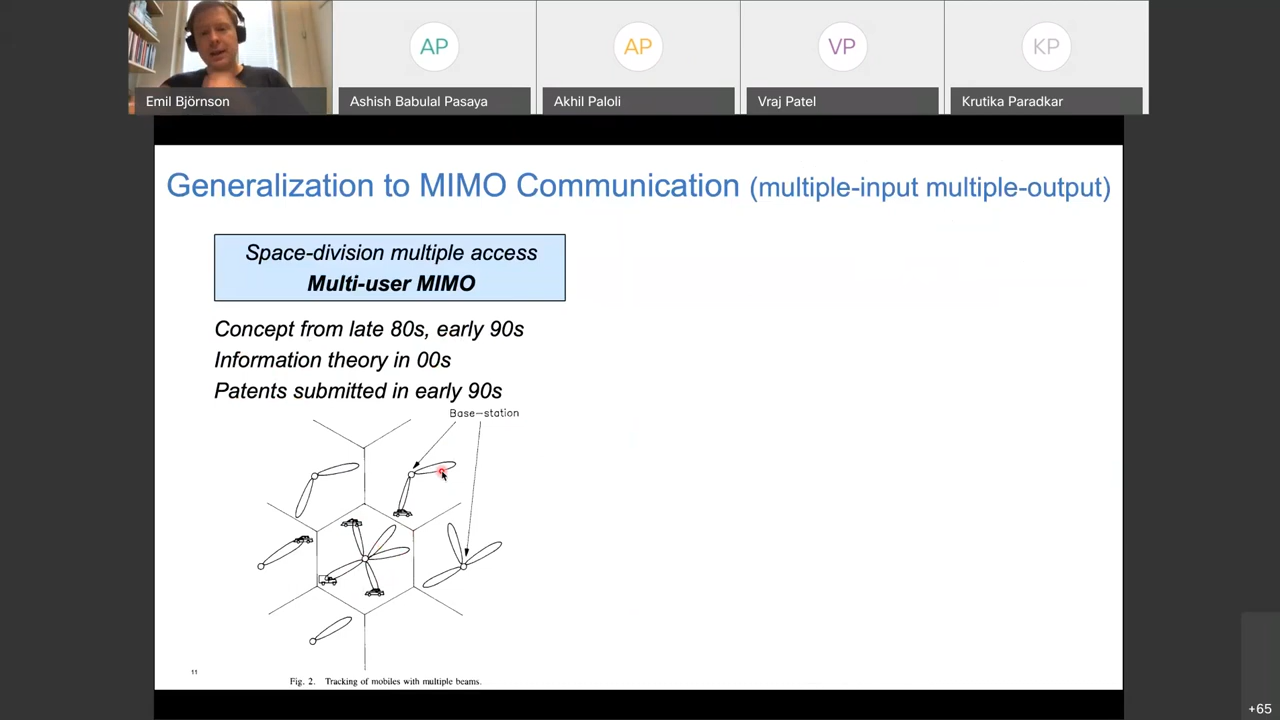 AP
AP
VP
KP
Emil Björnson
Ashish Babulal Pasaya
Akhil Paloli
Vraj Patel
Krutika Paradkar
Generalization to MIMO Communication (multiple-input multiple-output)
Space-division multiple access
Multi-user MIMO
Concept from late 80s, early 90s
Information theory in 00s
Patents submitted in early 90s
Base-station
11
Fig. 2. Tracking of mobiles with multiple beams.
+65